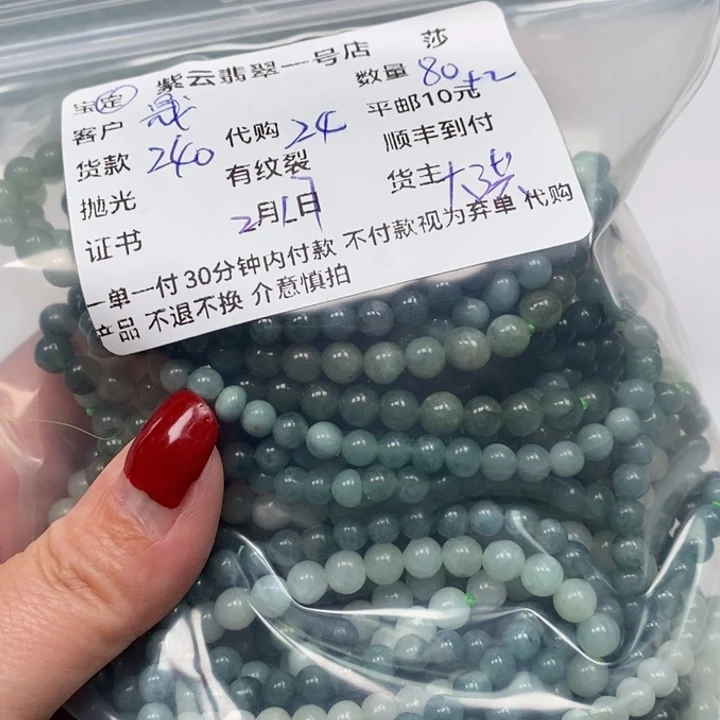 紫云翡翠一号店 莎
宝定 数量 80+2
客户 代购 24 平邮10元
货款 240 有纹裂 顺丰到付
抛光 2月1日 货主
证书
一单一付 30分钟内付款 不付款视为弃单 代购
产品 不退不换 介意慎拍